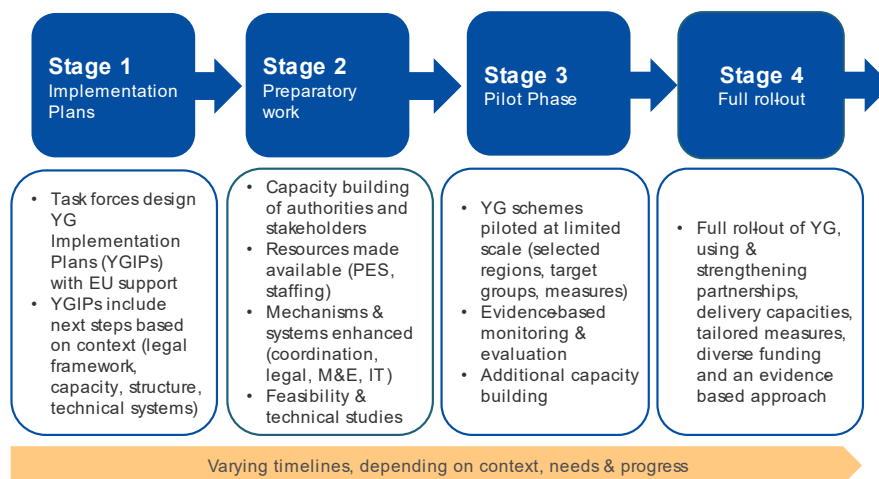 Stage 1
Implementation
Plans
Stage 2
Preparatory
work
Stage 3
Pilot Phase
Stage 4
Full roll-out
• Task forces design
YG
Implementation
Plans (YGIPs)
with EU support
• YGIPs include
next steps based
on context (legal
framework,
capacity, structure,
technical systems)
• Capacity building
of authorities and
stakeholders
• Resources made
available (PES,
staffing)
• Mechanisms &
systems enhanced
(coordination,
legal, M&E, IT)
• Feasibility &
technical studies
• YG schemes
piloted at limited
scale (selected
regions, target
groups, measures)
• Evidence-based
monitoring &
evaluation
• Additional capacity
building
• Full roll-out of YG,
using &
strengthening
partnerships,
delivery capacities,
tailored measures,
diverse funding
and an evidence
based approach
Varying timelines, depending on context, needs & progress